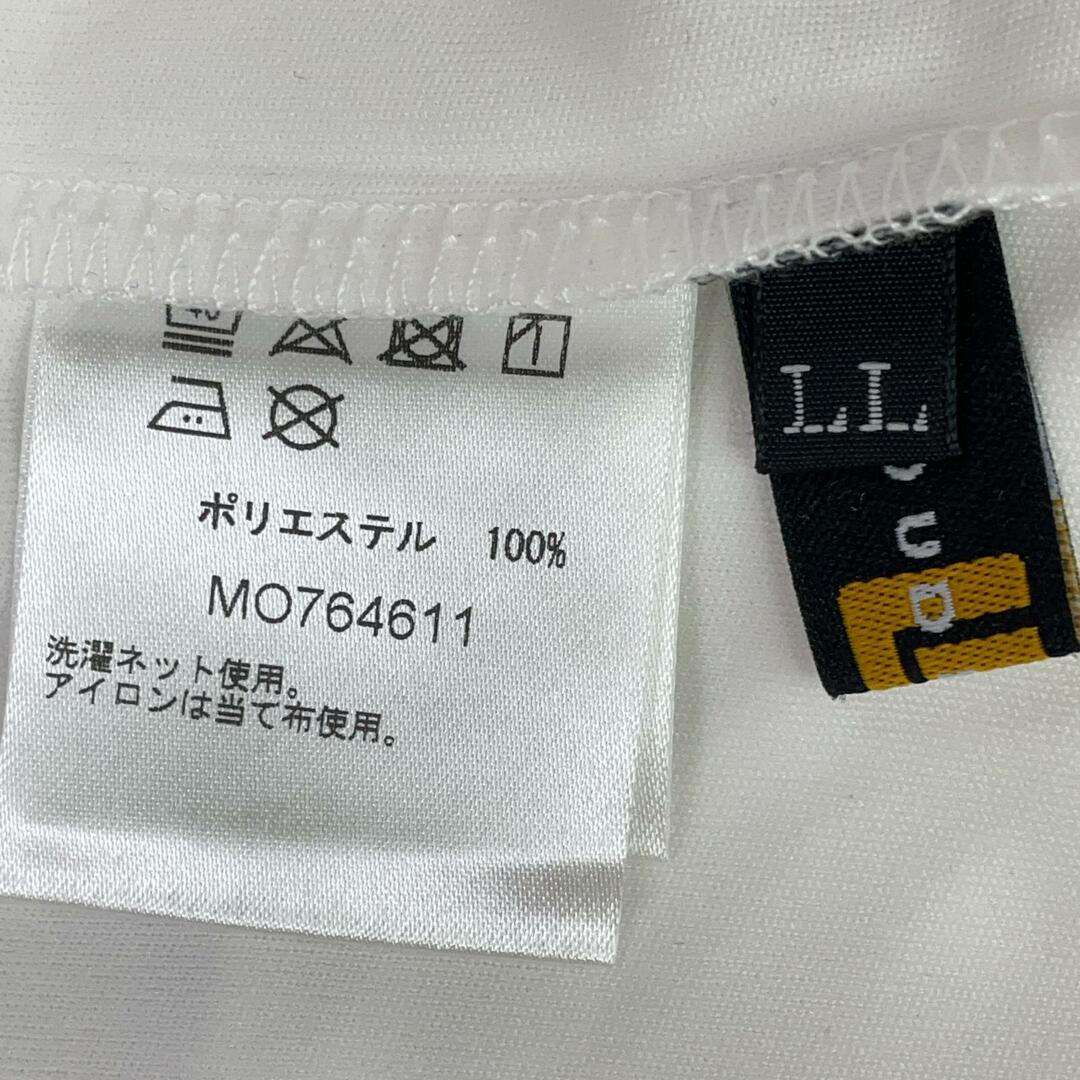 40
ポリエステル 100%
MO764611
洗濯ネット使用。
アイロンは当て布使用。
LL